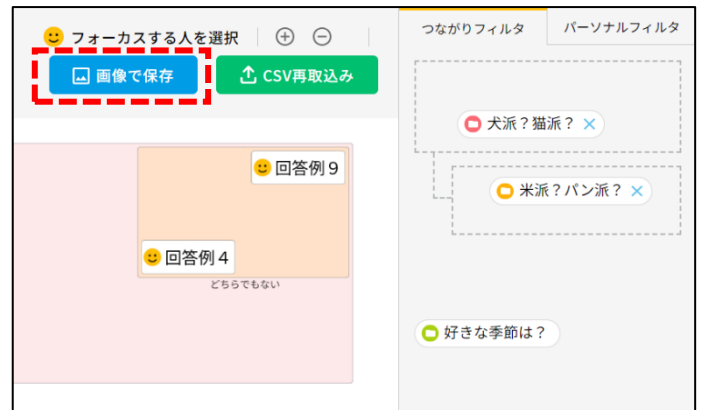 フォーカスする人を選択
画像で保存
CSV再取込み
つながりフィルタ
パーソナルフィルタ
犬派？猫派？
米派？パン派？
好きな季節は？
回答例９
回答例４
どちらでもない